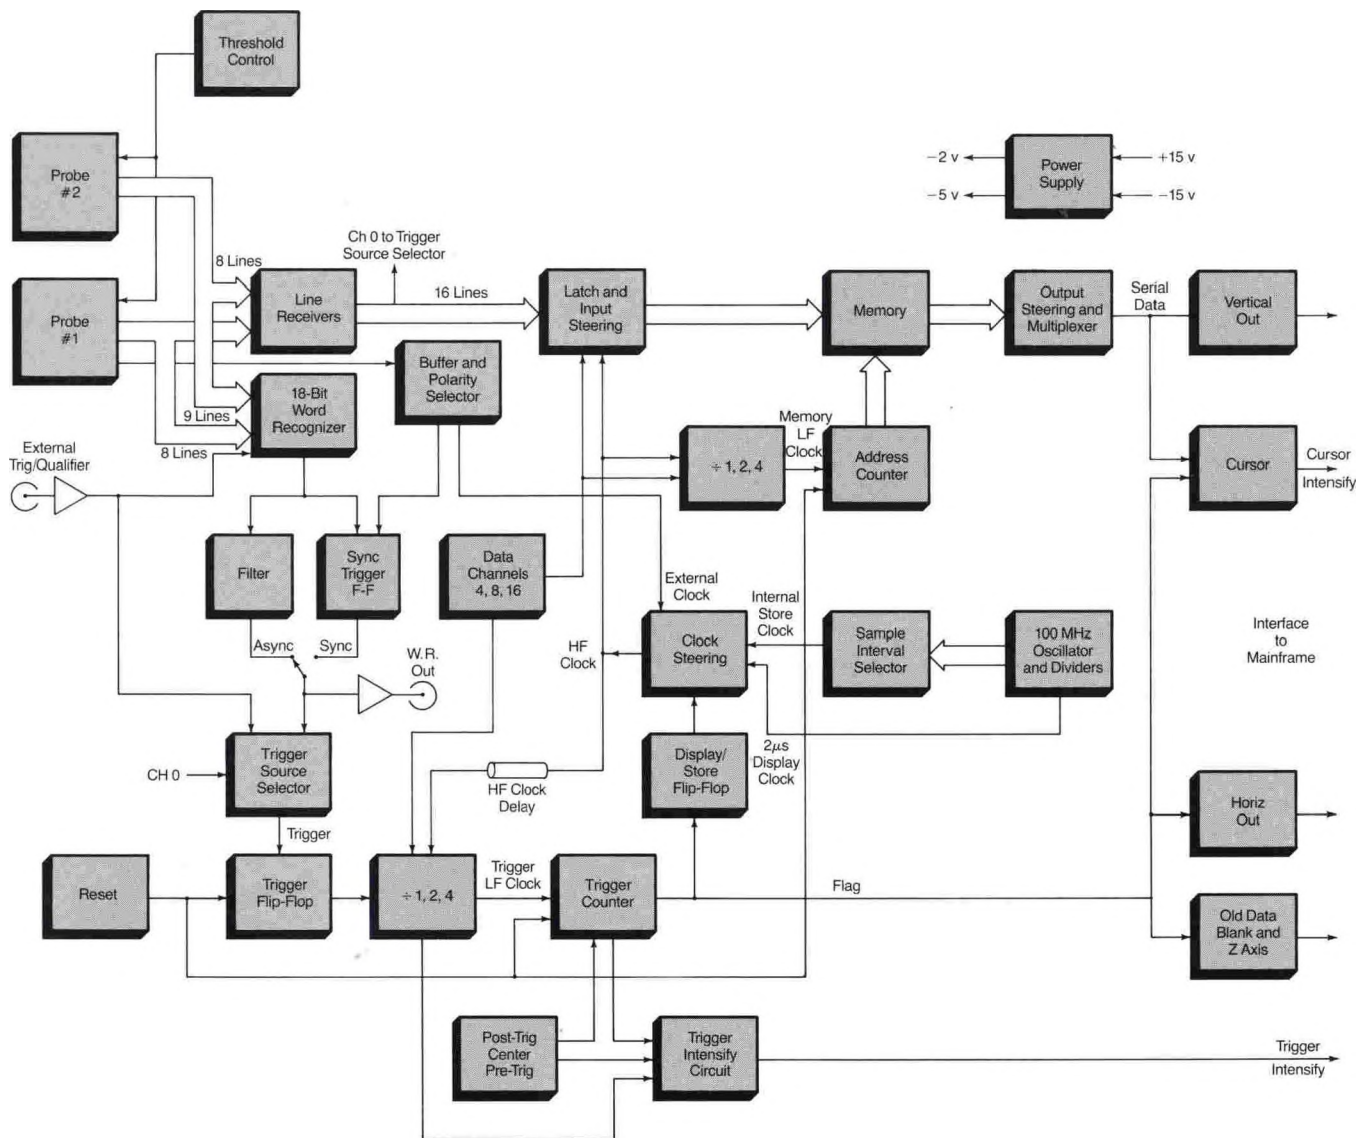 Threshold
Control
Probe
#2
−2 v
−5 v
Power
Supply
+15 v
−15 v
Ch 0 to Trigger
Source Selector
8 Lines
Probe
#1
Line
Receivers
16 Lines
Latch and
Input
Steering
Memory
Output
Steering and
Multiplexer
Serial
Data
Vertical
Out
Buffer and
Polarity
Selector
18-Bit
Word
Recognizer
9 Lines
8 Lines
External
Trig/Qualifier
÷ 1, 2, 4
Memory
LF
Clock
Address
Counter
Cursor
Cursor
Intensify
Filter
Sync
Trigger
F-F
Data
Channels
4, 8, 16
External
Clock
Internal
Store
Clock
Async
Sync
W.R.
Out
HF
Clock
Clock
Steering
Sample
Interval
Selector
100 MHz
Oscillator
and Dividers
Interface
to
Mainframe
CH 0
Trigger
Source
Selector
HF Clock
Delay
Display/
Store
Flip-Flop
2µs
Display
Clock
Horiz
Out
Trigger
Reset
Trigger
Flip-Flop
÷ 1, 2, 4
Trigger
LF Clock
Trigger
Counter
Flag
Old Data
Blank and
Z Axis
Post-Trig
Center
Pre-Trig
Trigger
Intensify
Circuit
Trigger
Intensify